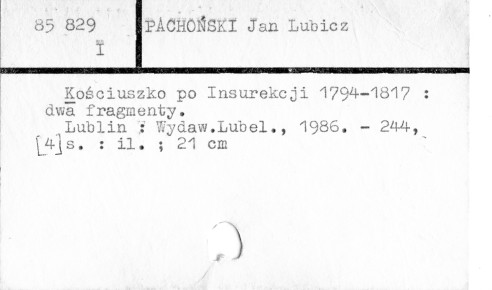 85 829
I
PACHOŃSKI Jan Lubicz
Kościuszko po Insurekcji 1794-1817 :
dwa fragmenty.
Lublin : Wydaw.Lubel., 1986. - 244,
[4]s. : il. ; 21 cm